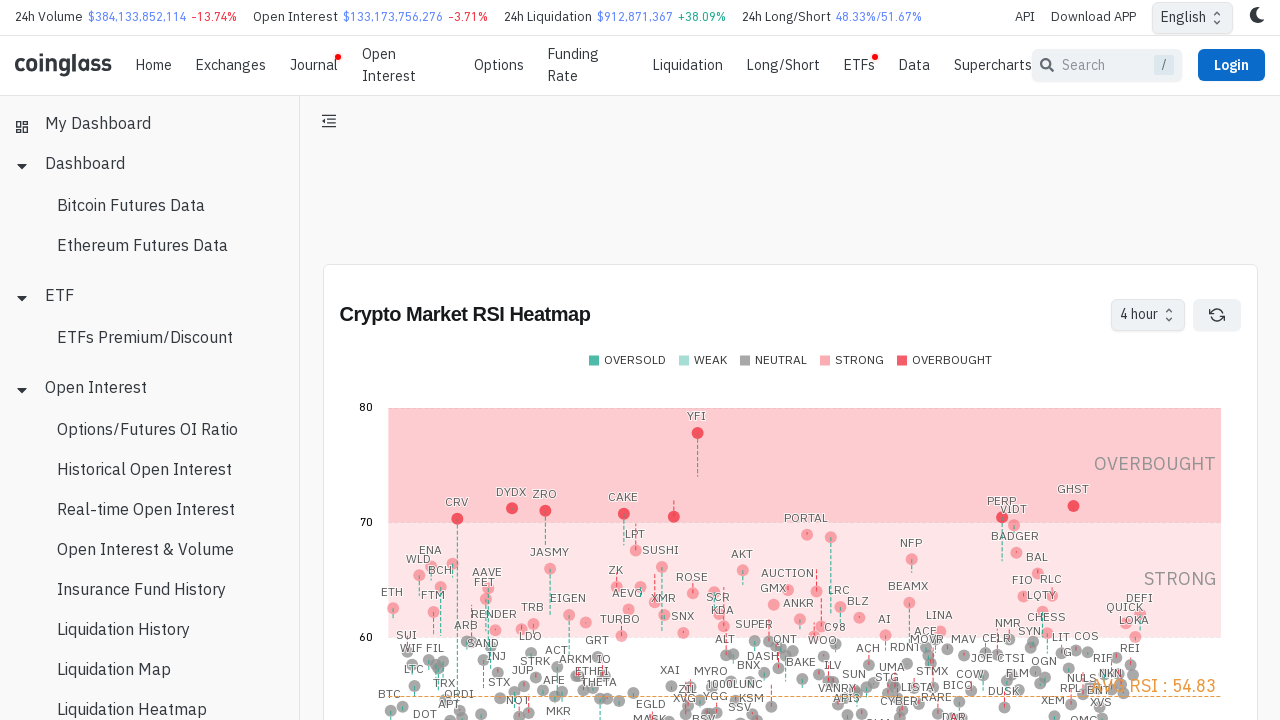 24h Volume $384,133,852,114 -13.74% Open Interest $133,173,756,276 -3.71% 24h Liquidation $912,871,367 +38.09% 24h Long/Short 48.33%/51.67% API Download APP English
coinglass Home Exchanges Journal Open Interest Options Funding Rate Liquidation Long/Short ETFs Data Supercharts Search / Login
My Dashboard
Dashboard
Bitcoin Futures Data
Ethereum Futures Data
ETF
ETFs Premium/Discount
Open Interest
Options/Futures OI Ratio
Historical Open Interest
Real-time Open Interest
Open Interest & Volume
Insurance Fund History
Liquidation History
Liquidation Map
Liquidation Heatmap
Crypto Market RSI Heatmap 4 hour
OVERSOLD WEAK NEUTRAL STRONG OVERBOUGHT
80
YFI
OVERBOUGHT
CRV DYDX ZRO CAKE PERP GHST
VIDT
70
PORTAL
LPT BADGER
ENA JASMY SUSHI AKT NFP
WLD BCH BAL
AAVE ZK ROSE GMX AUCTION FIO RLC STRONG
ETH FET AEVO LRC BEAMX
FTM EIGEN XMR SCR ANKR BLZ LQTY DEFI
RENDER TRB KDA QUICK
ARB TURBO SNX SUPER C98 AI LINA NMR CHESS LOKA
60
SUI LDO GRT ALT ONT WOO ACE SYN LIT COS
WIF FIL SAND ACH RDNT MOVR MAV CELR REI
INJ STRK ARKM IO DASH BAKE JOE CTSI OGN RIF
LTC JUP ACT ETHFI XAI MYRO BNX ILV SUN UMA STMX COW FLM NKN
TRX STX APE THETA 1000LUNC VANRY STG LISTA BICO NULS
BTC ORDI NOT ZIL KSM API3 CYBER RARE DUSK XEM RPL BNT AVG RSI : 54.83
DOT APT MKR EGLD XVG YGG SSV DAR XVS
MASK BSV OMG